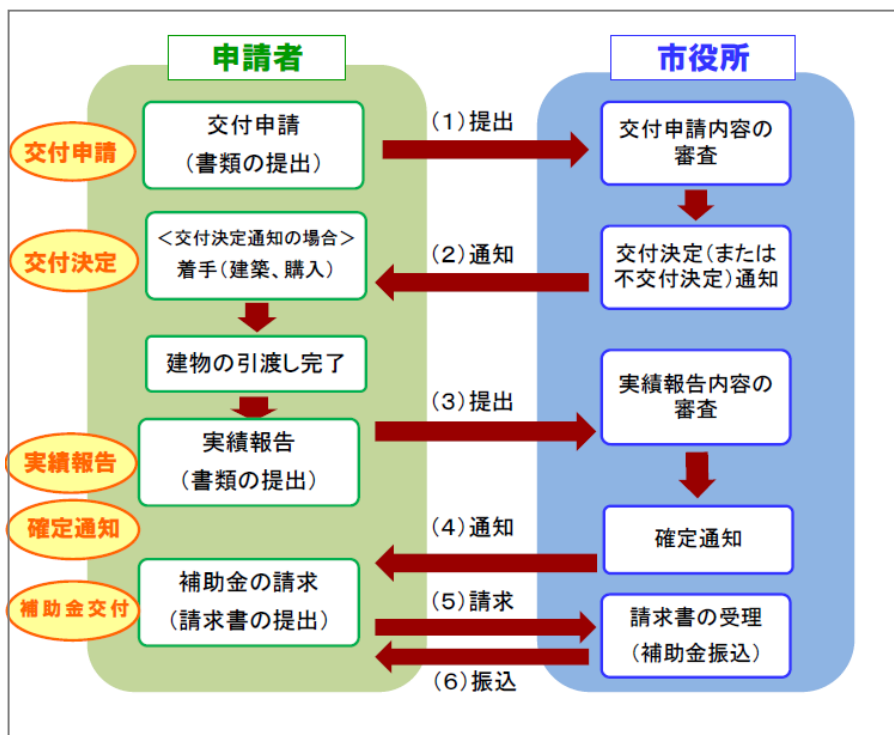 申請者
市役所
交付申請
交付申請
（書類の提出）
（1）提出
交付申請内容の
審査
交付決定
＜交付決定通知の場合＞
着手（建築、購入）
（2）通知
交付決定（または
不交付決定）通知
建物の引渡し完了
実績報告
実績報告
（書類の提出）
（3）提出
実績報告内容の
審査
確定通知
（4）通知
確定通知
補助金交付
補助金の請求
（請求書の提出）
（5）請求
請求書の受理
（補助金振込）
（6）振込